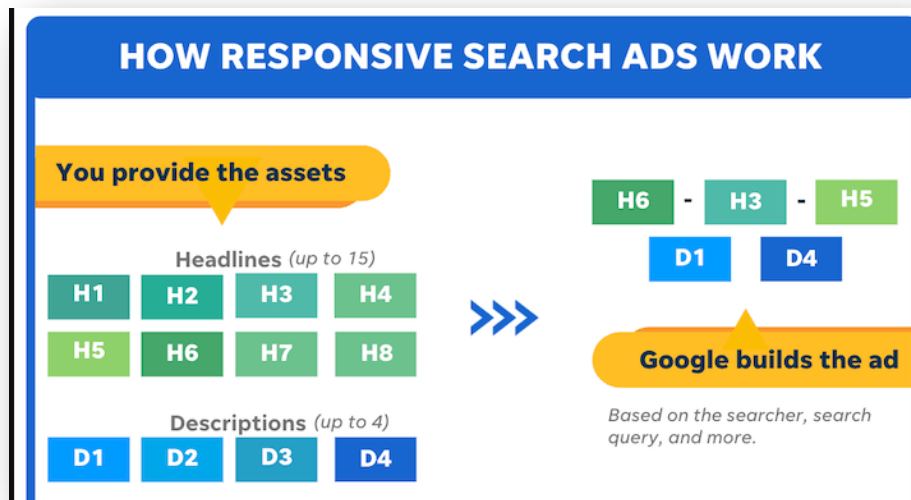 HOW RESPONSIVE SEARCH ADS WORK
You provide the assets
Headlines (up to 15)
H1 H2 H3 H4
H5 H6 H7 H8
Descriptions (up to 4)
D1 D2 D3 D4
H6 - H3 - H5
D1 D4
Google builds the ad
Based on the searcher, search
query, and more.